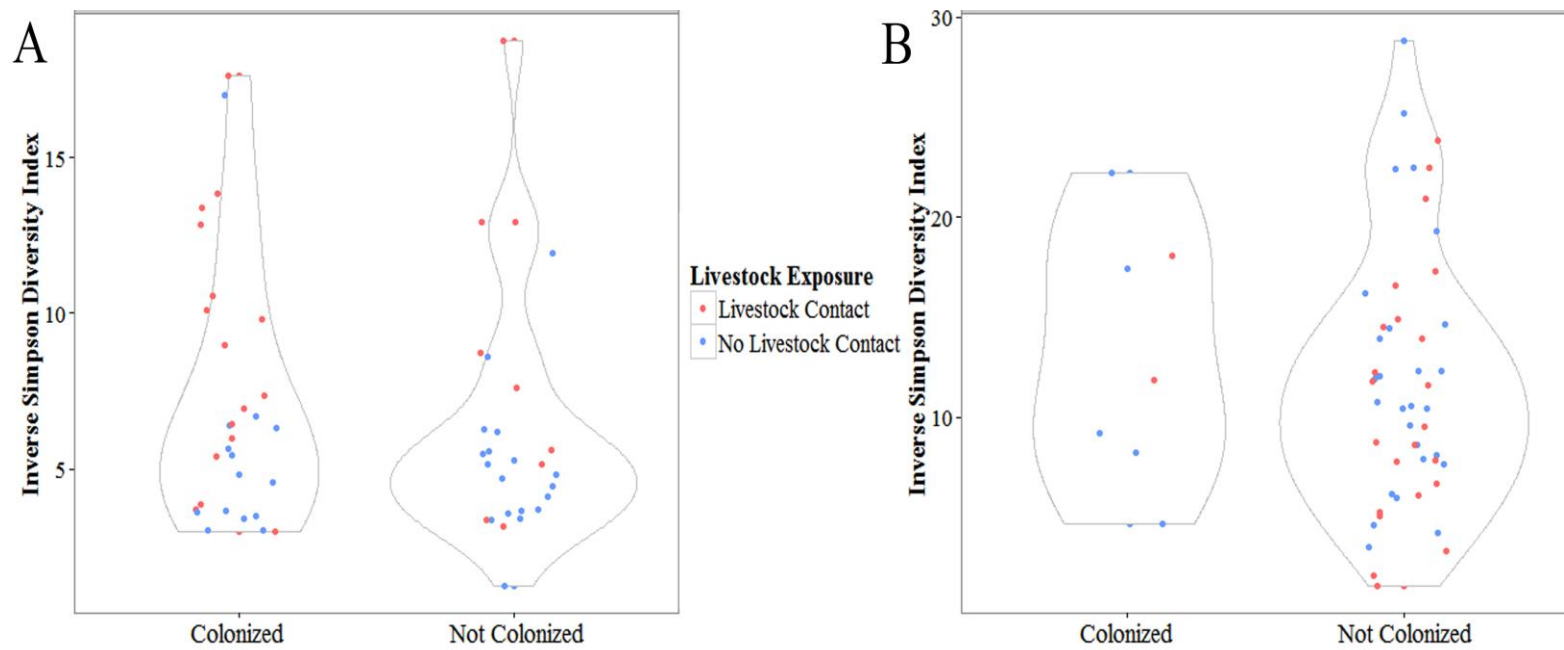 A
Inverse Simpson Diversity Index
15
10
5
Colonized
Not Colonized
Livestock Exposure
Livestock Contact
No Livestock Contact
B
Inverse Simpson Diversity Index
30
20
10
Colonized
Not Colonized